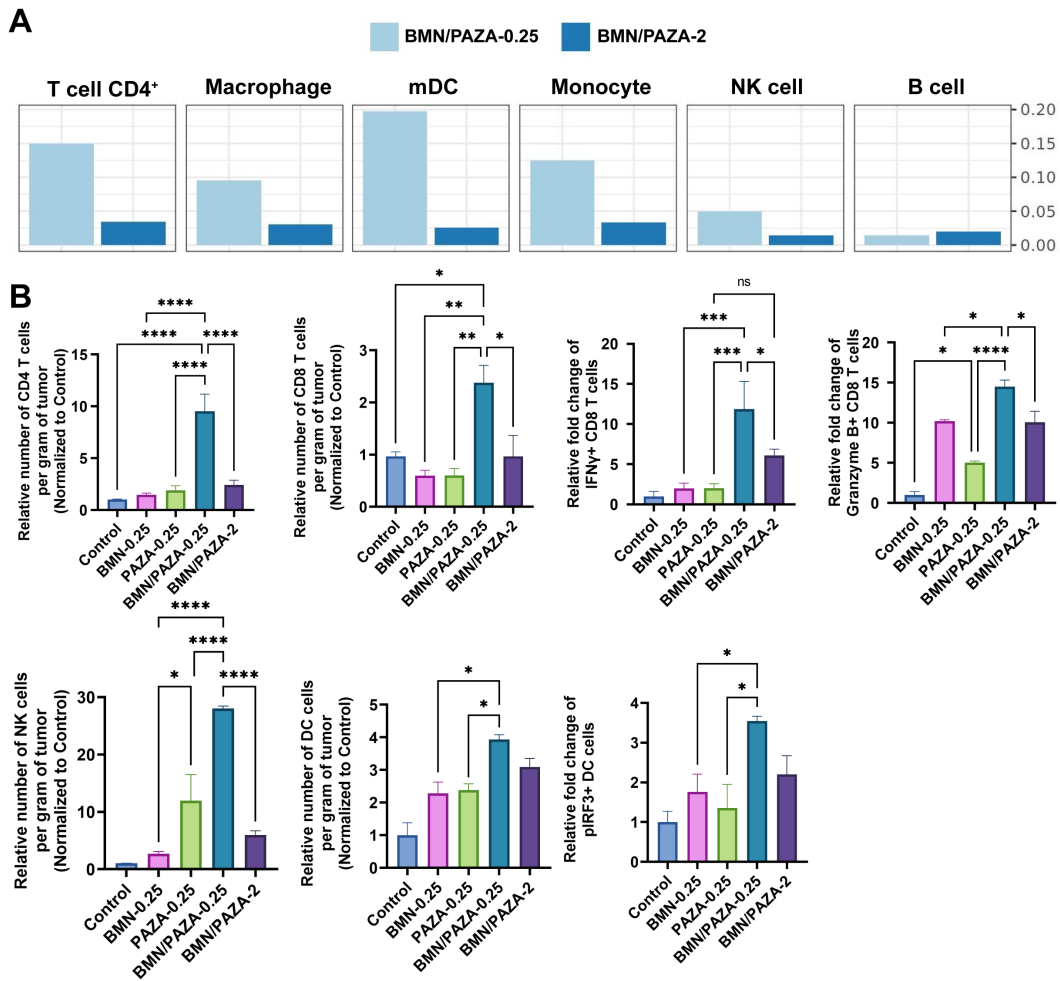 A
BMN/PAZA-0.25
BMN/PAZA-2
T cell CD4⁺
Macrophage
mDC
Monocyte
NK cell
B cell
0.20
0.15
0.10
0.05
0.00
B
Relative number of CD4 T cells
per gram of tumor
(Normalized to Control)
15
10
5
0
****
****
****
****
Control
BMN-0.25
PAZA-0.25
BMN/PAZA-0.25
BMN/PAZA-2
Relative number of CD8 T cells
per gram of tumor
(Normalized to Control)
3
2
1
0
*
**
**
*
Control
BMN-0.25
PAZA-0.25
BMN/PAZA-0.25
BMN/PAZA-2
Relative fold change of
IFNγ+ CD8 T cells
20
15
10
5
0
ns
***
***
*
Control
BMN-0.25
PAZA-0.25
BMN/PAZA-0.25
BMN/PAZA-2
Relative fold change of
Granzyme B+ CD8 T cells
20
15
10
5
0
*
*
*
****
Control
BMN-0.25
PAZA-0.25
BMN/PAZA-0.25
BMN/PAZA-2
Relative number of NK cells
per gram of tumor
(Normalized to Control)
30
20
10
0
****
****
*
****
Control
BMN-0.25
PAZA-0.25
BMN/PAZA-0.25
BMN/PAZA-2
Relative number of DC cells
per gram of tumor
(Normalized to Control)
5
4
3
2
1
0
*
*
Control
BMN-0.25
PAZA-0.25
BMN/PAZA-0.25
BMN/PAZA-2
Relative fold change of
pIRF3+ DC cells
4
3
2
1
0
*
*
Control
BMN-0.25
PAZA-0.25
BMN/PAZA-0.25
BMN/PAZA-2